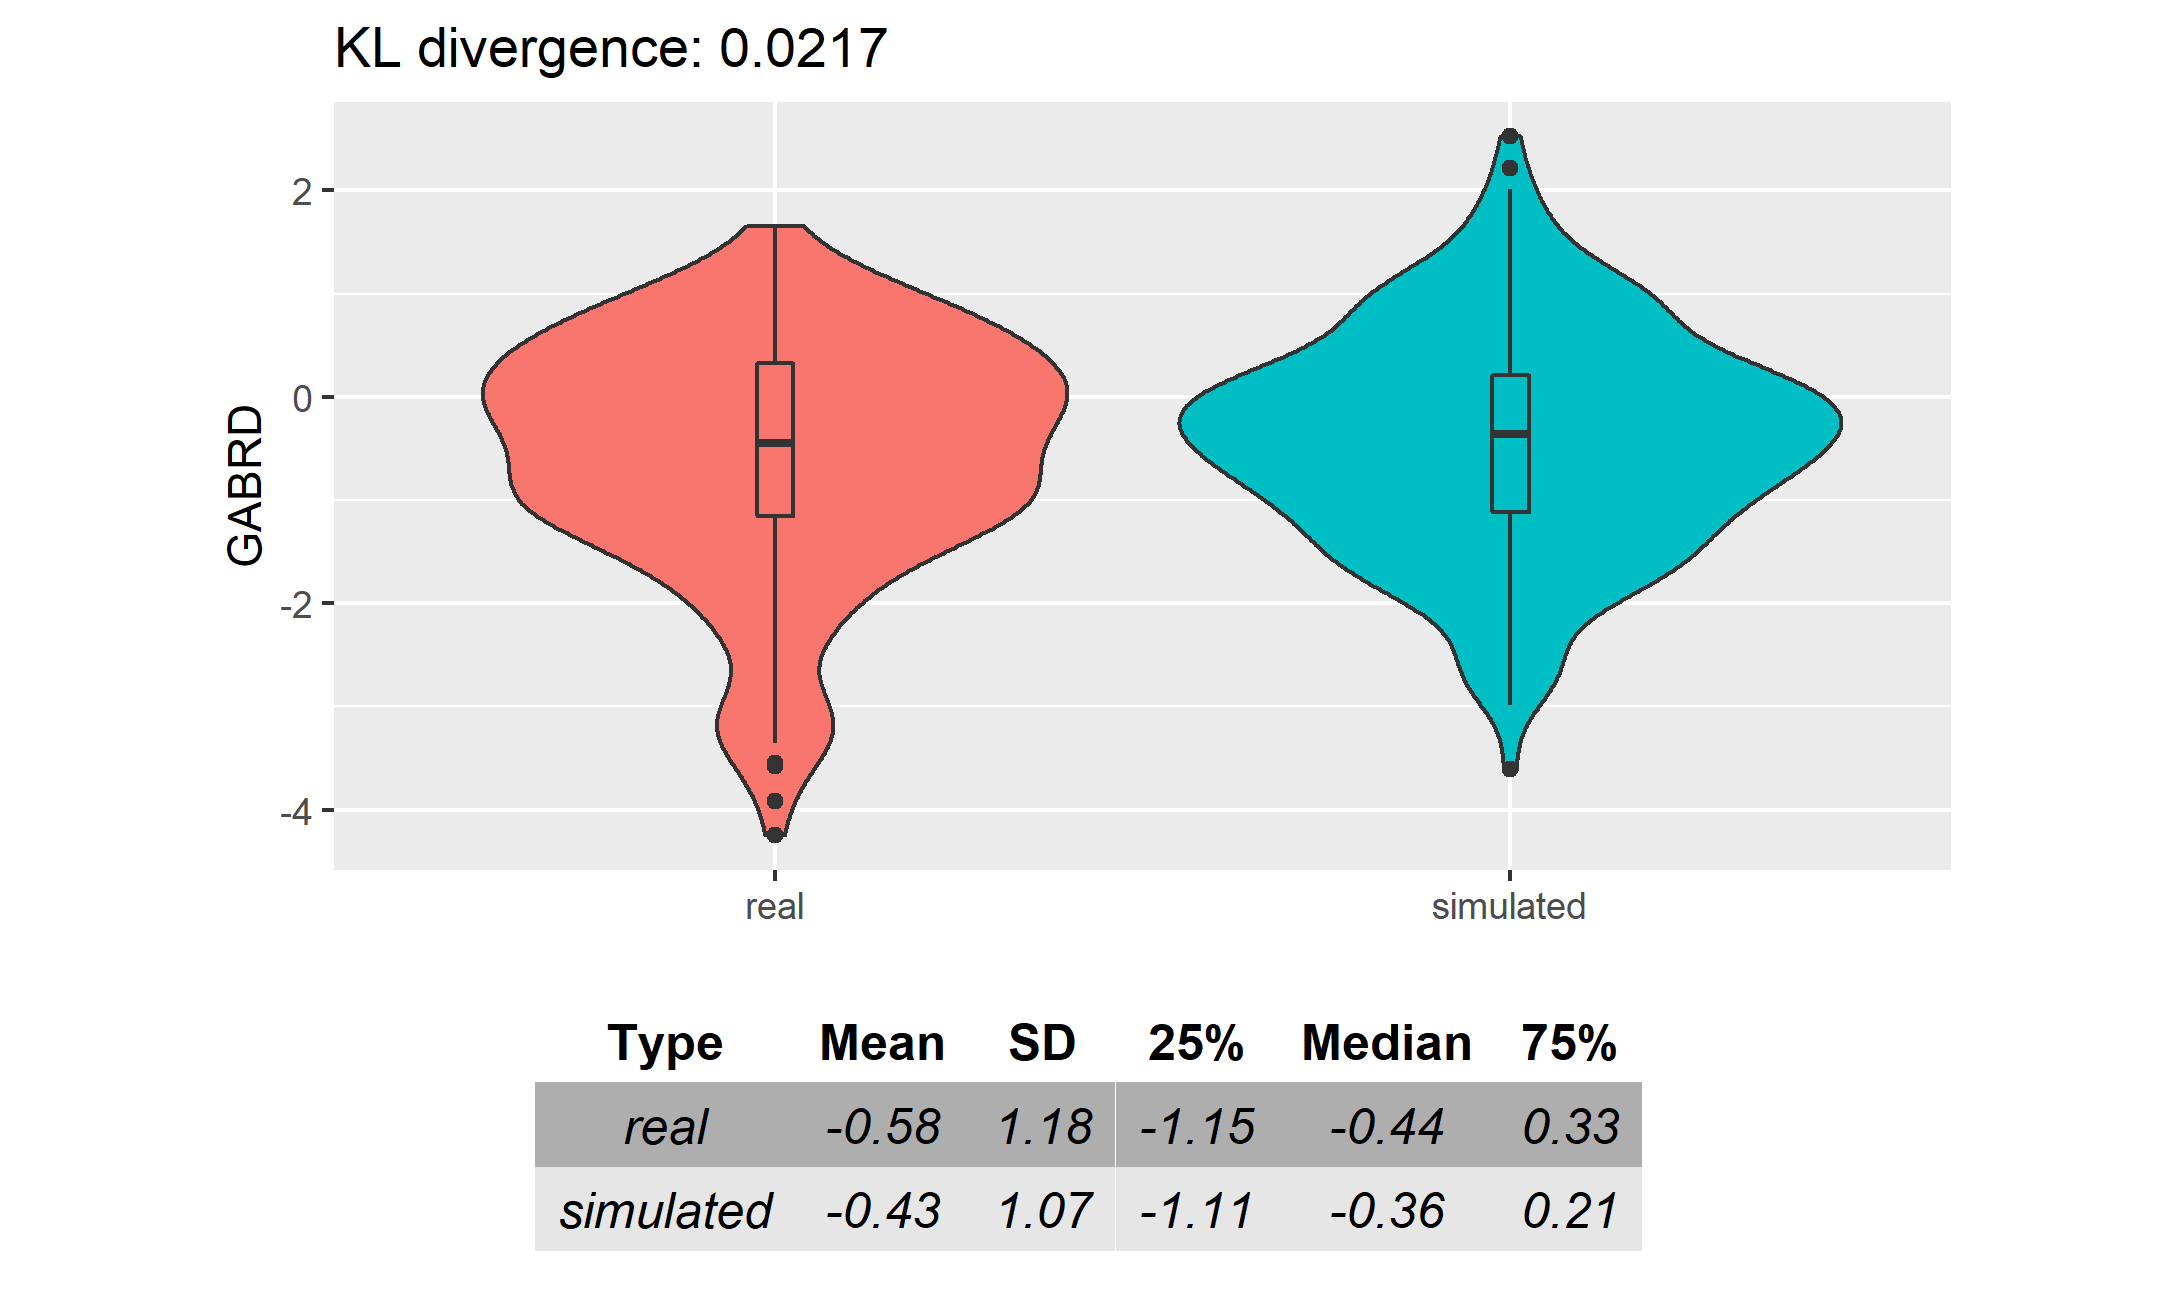 KL divergence: 0.0217
GABRD
2
0
-2
-4
real simulated
Type Mean SD 25% Median 75%
real -0.58 1.18 -1.15 -0.44 0.33
simulated -0.43 1.07 -1.11 -0.36 0.21